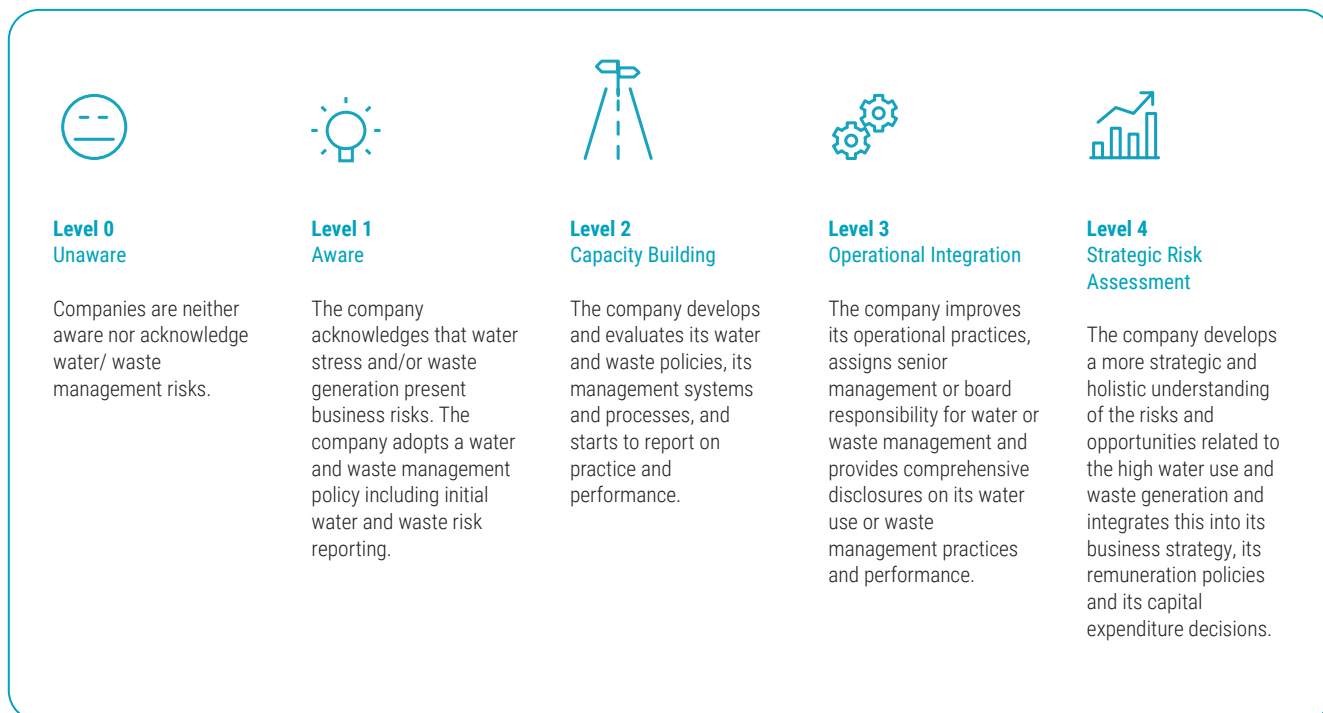 Level 0
Unaware
Companies are neither
aware nor acknowledge
water/ waste
management risks.
Level 1
Aware
The company
acknowledges that water
stress and/or waste
generation present
business risks. The
company adopts a water
and waste management
policy including initial
water and waste risk
reporting.
Level 2
Capacity Building
The company develops
and evaluates its water
and waste policies, its
management systems
and processes, and
starts to report on
practice and
performance.
Level 3
Operational Integration
The company improves
its operational practices,
assigns senior
management or board
responsibility for water or
waste management and
provides comprehensive
disclosures on its water
use or waste
management practices
and performance.
Level 4
Strategic Risk
Assessment
The company develops
a more strategic and
holistic understanding
of the risks and
opportunities related to
the high water use and
waste generation and
integrates this into its
business strategy, its
remuneration policies
and its capital
expenditure decisions.